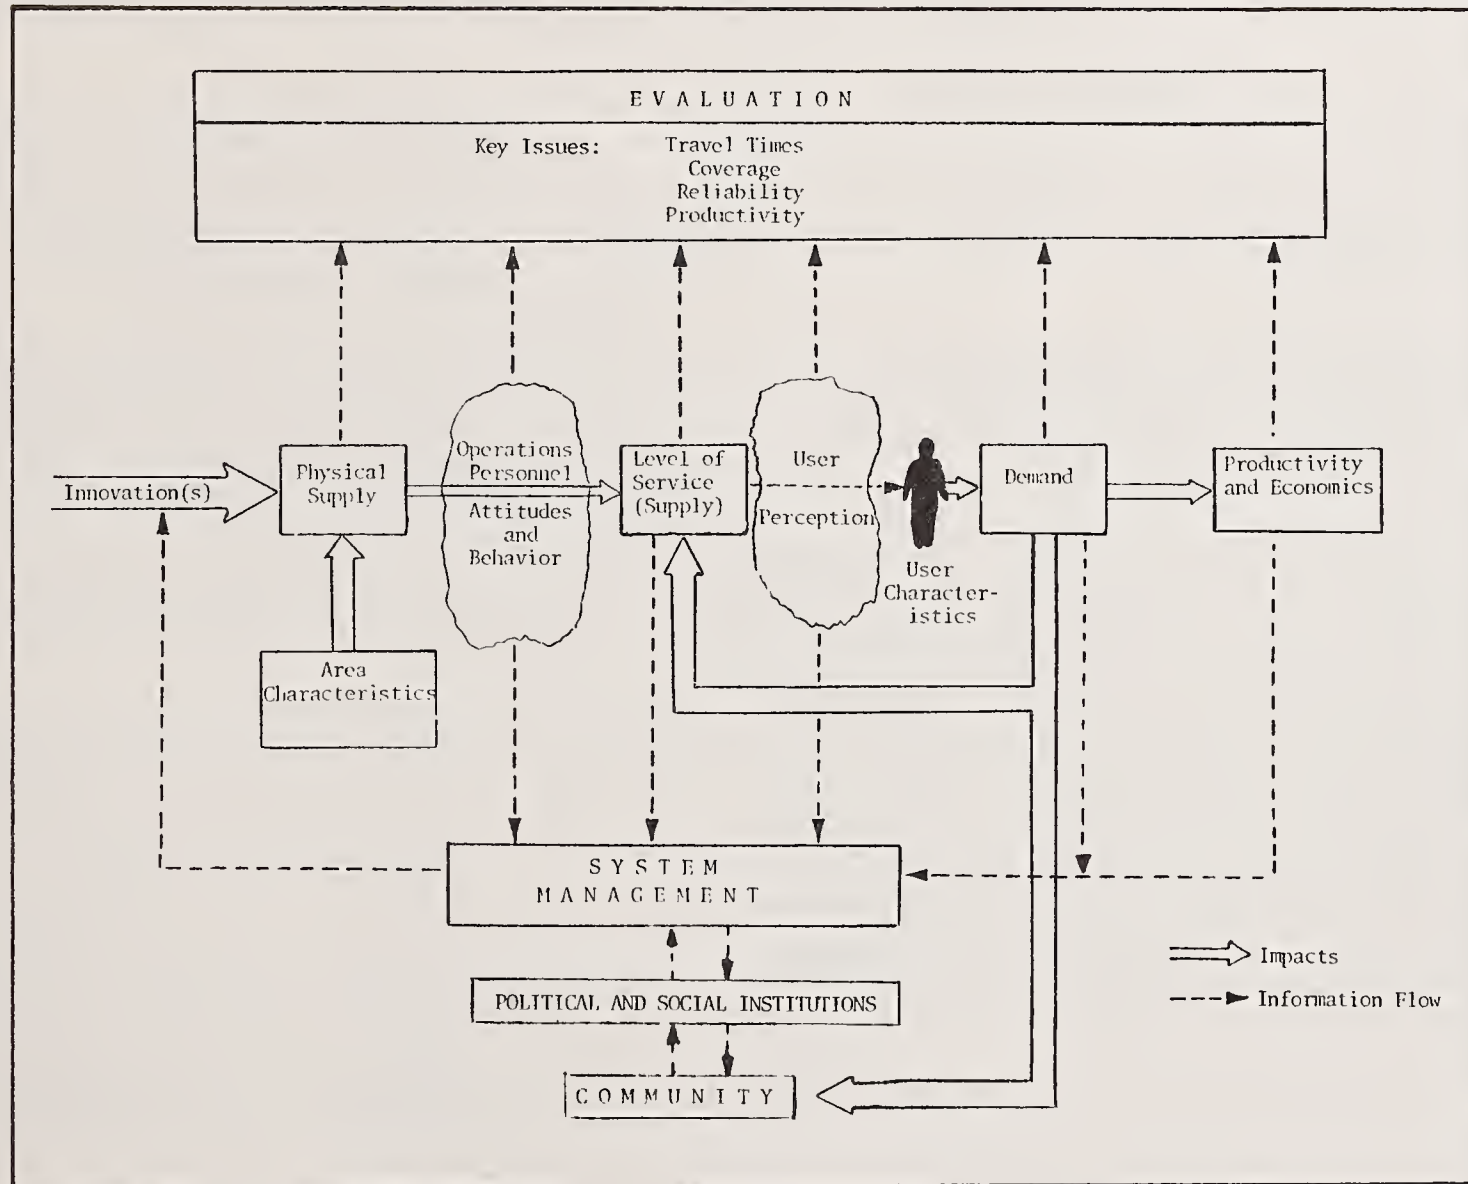 EVALUATION
Key Issues: Travel Times
Coverage
Reliability
Productivity
Innovation(s)
Physical
Supply
Operations
Personnel
Attitudes
and
Behavior
Level of
Service
(Supply)
User
Perception
User
Character-
istics
Demand
Productivity
and Economics
Area
Characteristics
SYSTEM
MANAGEMENT
POLITICAL AND SOCIAL INSTITUTIONS
COMMUNITY
Impacts
Information Flow